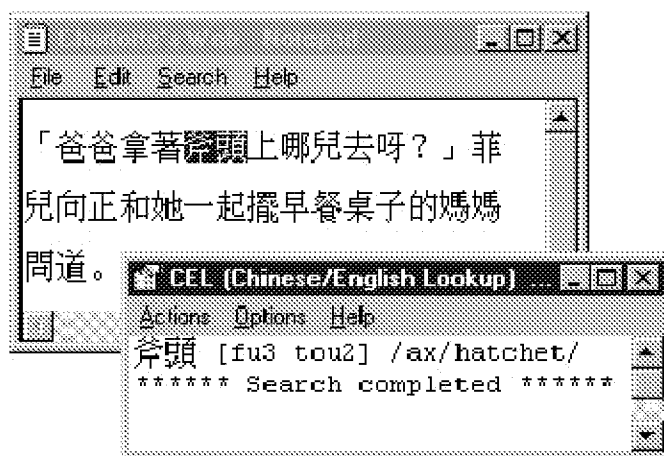 File Edit Search Help
「爸爸拿著斧頭上哪兒去呀？」菲
兒向正和她一起擺早餐桌子的媽媽
問道。
CEL (Chinese/English Lookup) ...
Actions Options Help
斧頭 [fu3 tou2] /ax/hatchet/
****** Search completed ******